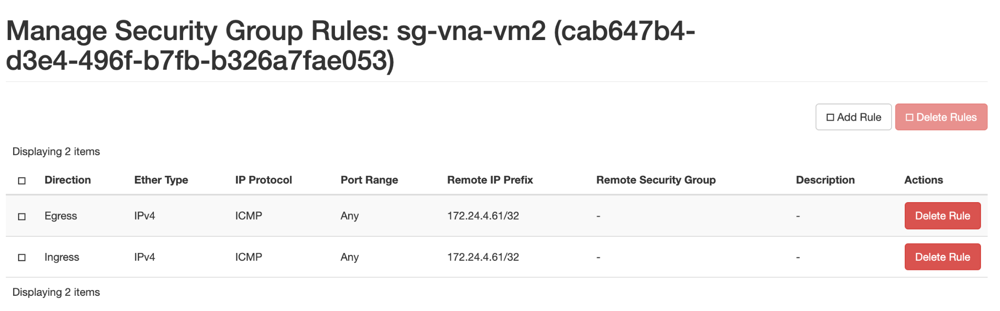 Manage Security Group Rules: sg-vna-vm2 (cab647b4-
d3e4-496f-b7fb-b326a7fae053)
Add Rule Delete Rules
Displaying 2 items
Direction Ether Type IP Protocol Port Range Remote IP Prefix Remote Security Group Description Actions
Egress IPv4 ICMP Any 172.24.4.61/32 - - Delete Rule
Ingress IPv4 ICMP Any 172.24.4.61/32 - - Delete Rule
Displaying 2 items